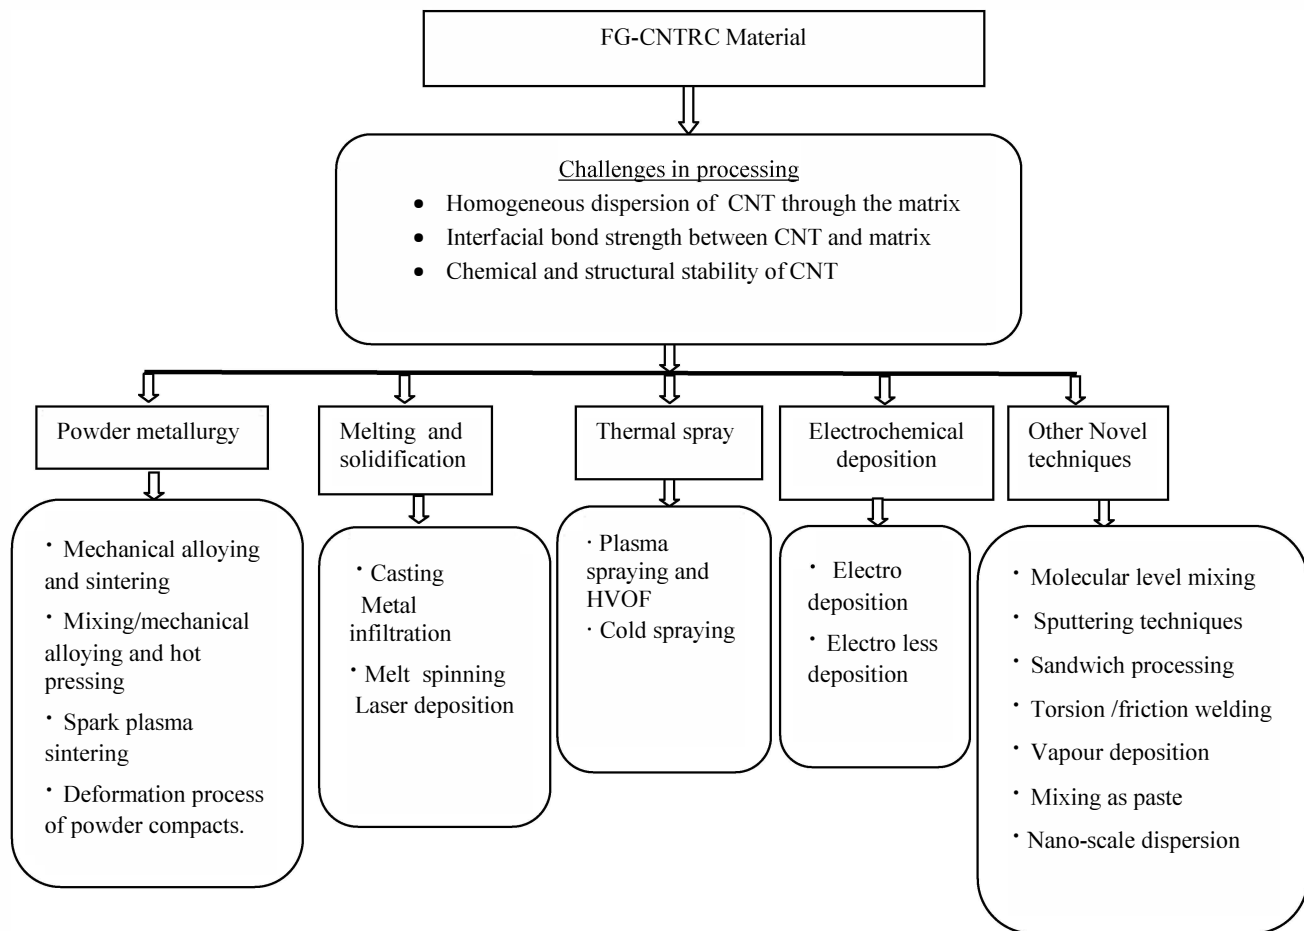 FG-CNTRC Material
Challenges in processing
• Homogeneous dispersion of CNT through the matrix
• Interfacial bond strength between CNT and matrix
• Chemical and structural stability of CNT
Powder metallurgy
Melting and
solidification
Thermal spray
Electrochemical
deposition
Other Novel
techniques
· Mechanical alloying
and sintering
· Mixing/mechanical
alloying and hot
pressing
· Spark plasma
sintering
· Deformation process
of powder compacts.
· Casting
Metal
infiltration
· Melt spinning
Laser deposition
· Plasma
spraying and
HVOF
· Cold spraying
· Electro
deposition
· Electro less
deposition
· Molecular level mixing
· Sputtering techniques
· Sandwich processing
· Torsion /friction welding
· Vapour deposition
· Mixing as paste
· Nano-scale dispersion